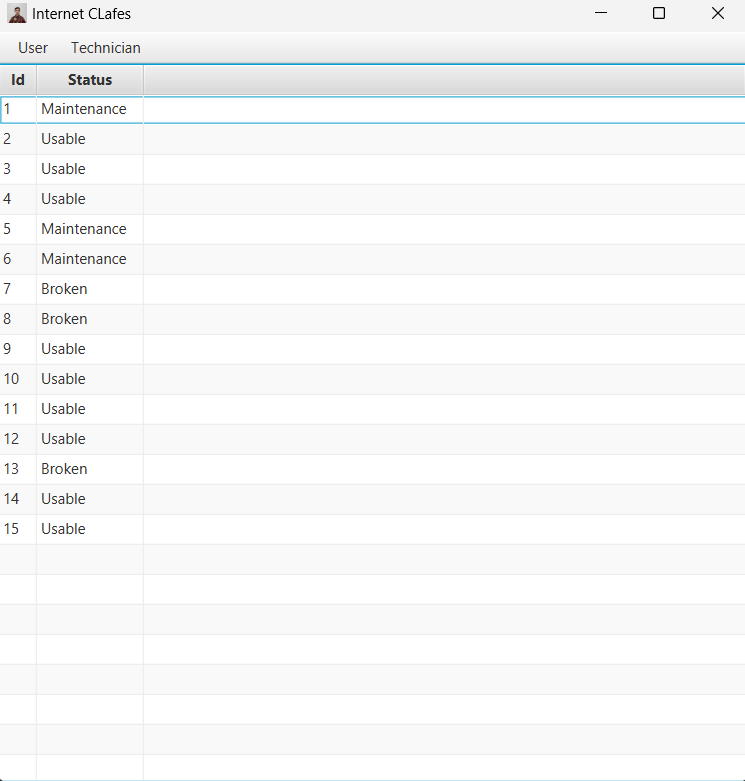 Internet CLafes
User Technician
Id Status
1 Maintenance
2 Usable
3 Usable
4 Usable
5 Maintenance
6 Maintenance
7 Broken
8 Broken
9 Usable
10 Usable
11 Usable
12 Usable
13 Broken
14 Usable
15 Usable